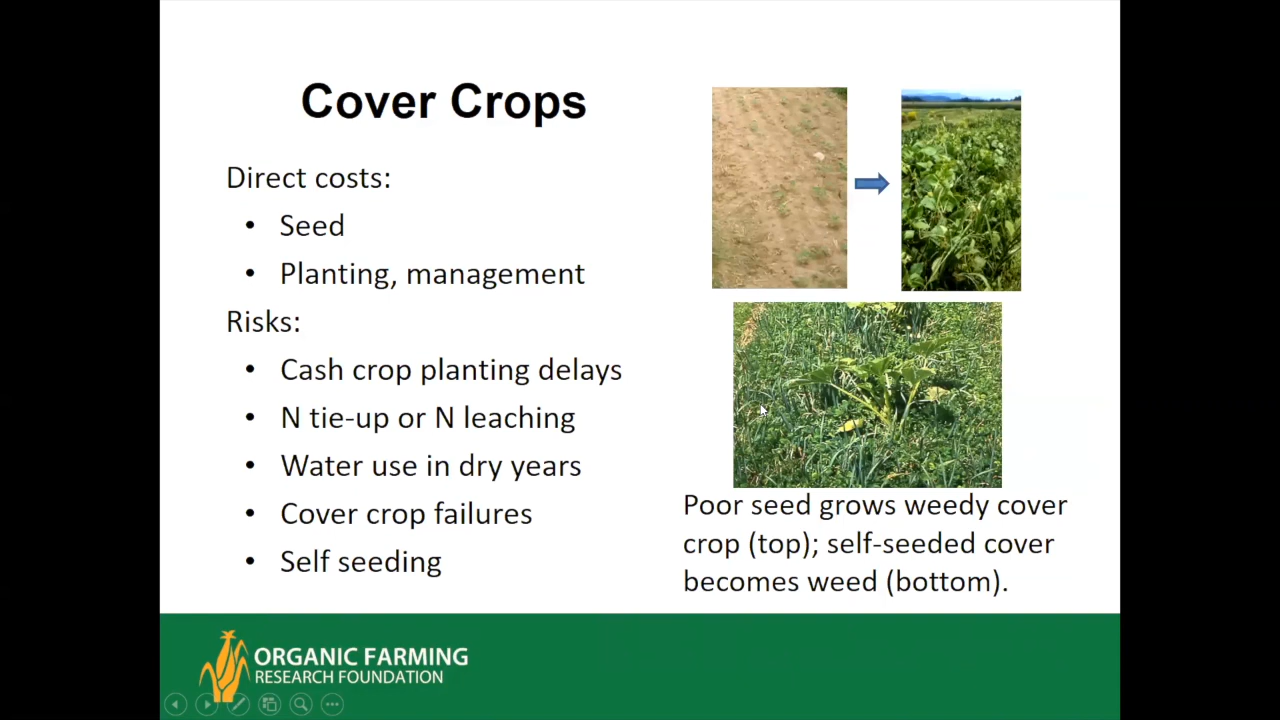 Cover Crops
Direct costs:
• Seed
• Planting, management
Risks:
• Cash crop planting delays
• N tie-up or N leaching
• Water use in dry years
• Cover crop failures
• Self seeding
Poor seed grows weedy cover
crop (top); self-seeded cover
becomes weed (bottom).
ORGANIC FARMING
RESEARCH FOUNDATION